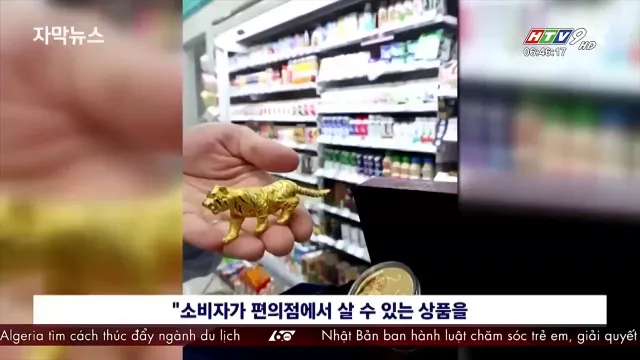 자막뉴스
HTV9 HD
06:46:17
"소비자가 편의점에서 살 수 있는 상품을
Algeria tìm cách thúc đẩy ngành du lịch
60
Nhật Bản ban hành luật chăm sóc trẻ em, giải quyết